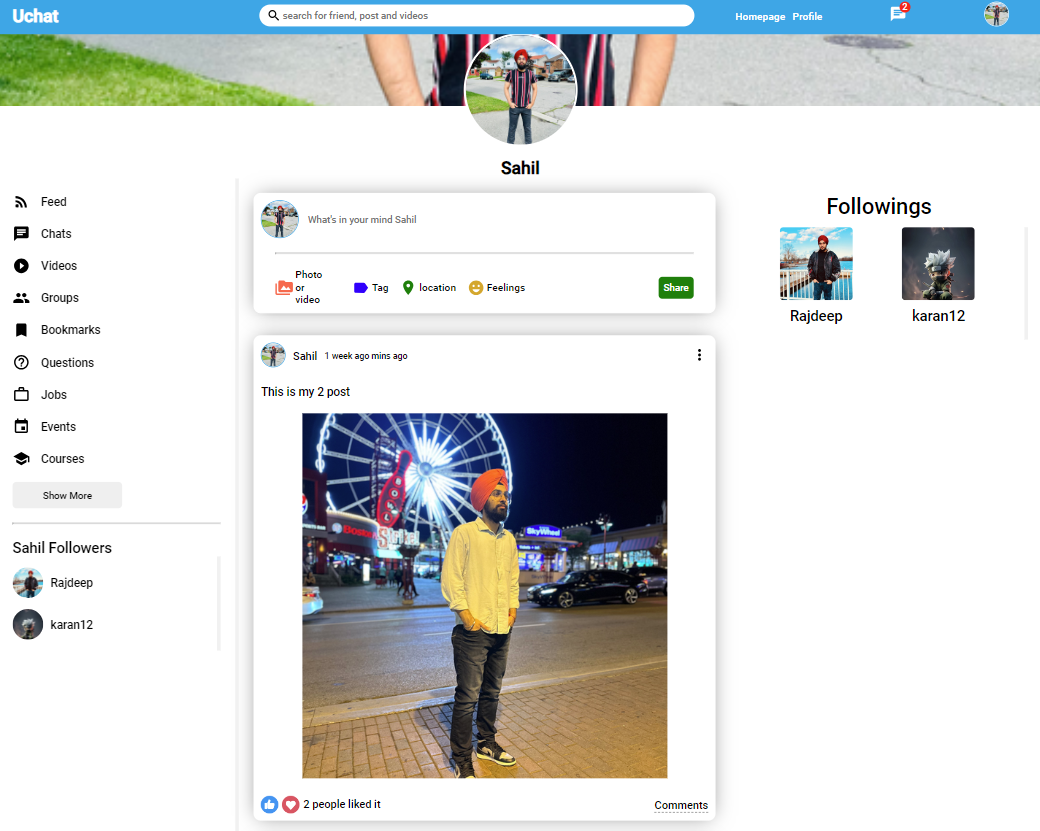 Uchat
search for friend, post and videos
Homepage Profile
2
Sahil
Feed
Chats
Videos
Groups
Bookmarks
Questions
Jobs
Events
Courses
Show More
Sahil Followers
Rajdeep
karan12
What's in your mind Sahil
Photo
or
video
Tag
location
Feelings
Share
Sahil 1 week ago mins ago
This is my 2 post
SkyWheel
2 people liked it
Comments
Followings
Rajdeep
karan12